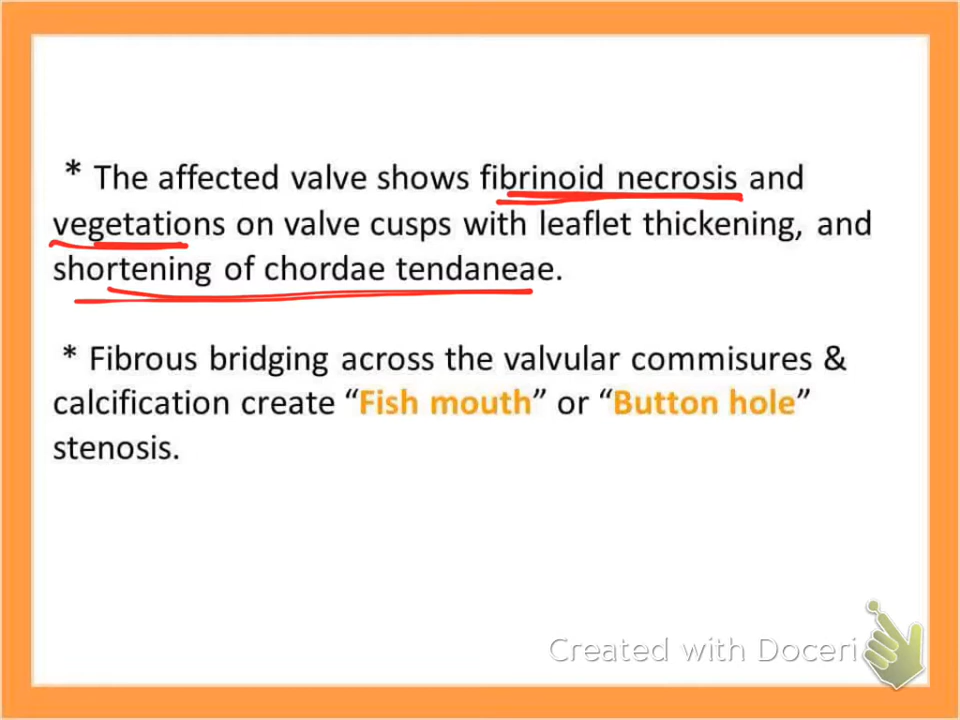 * The affected valve shows fibrinoid necrosis and
vegetations on valve cusps with leaflet thickening, and
shortening of chordae tendaneae.
* Fibrous bridging across the valvular commisures &
calcification create “Fish mouth” or “Button hole”
stenosis.
Created with Doceri